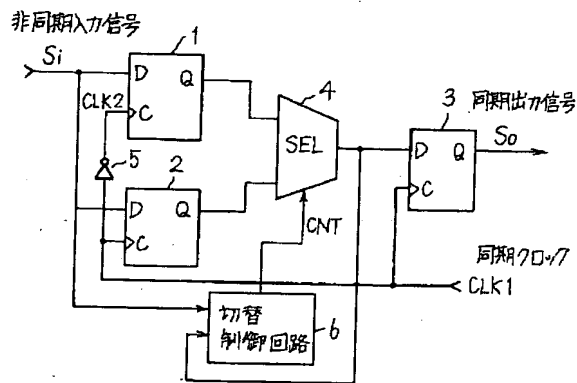 非同期入力信号
Si
1
D Q
CLK2
C
5
2
D Q
C
4
SEL
CNT
3
同期出力信号
So
D Q
C
同期クロック
CLK1
切替
制御回路
6